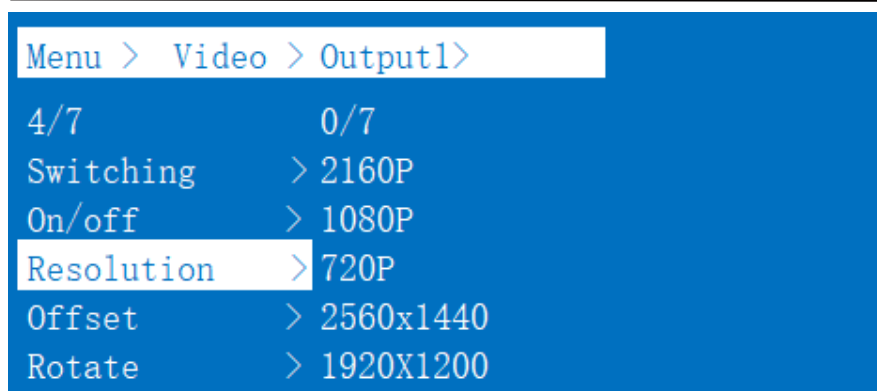 Menu > Video > Output1>
4/7 0/7
Switching > 2160P
On/off > 1080P
Resolution > 720P
Offset > 2560x1440
Rotate > 1920X1200